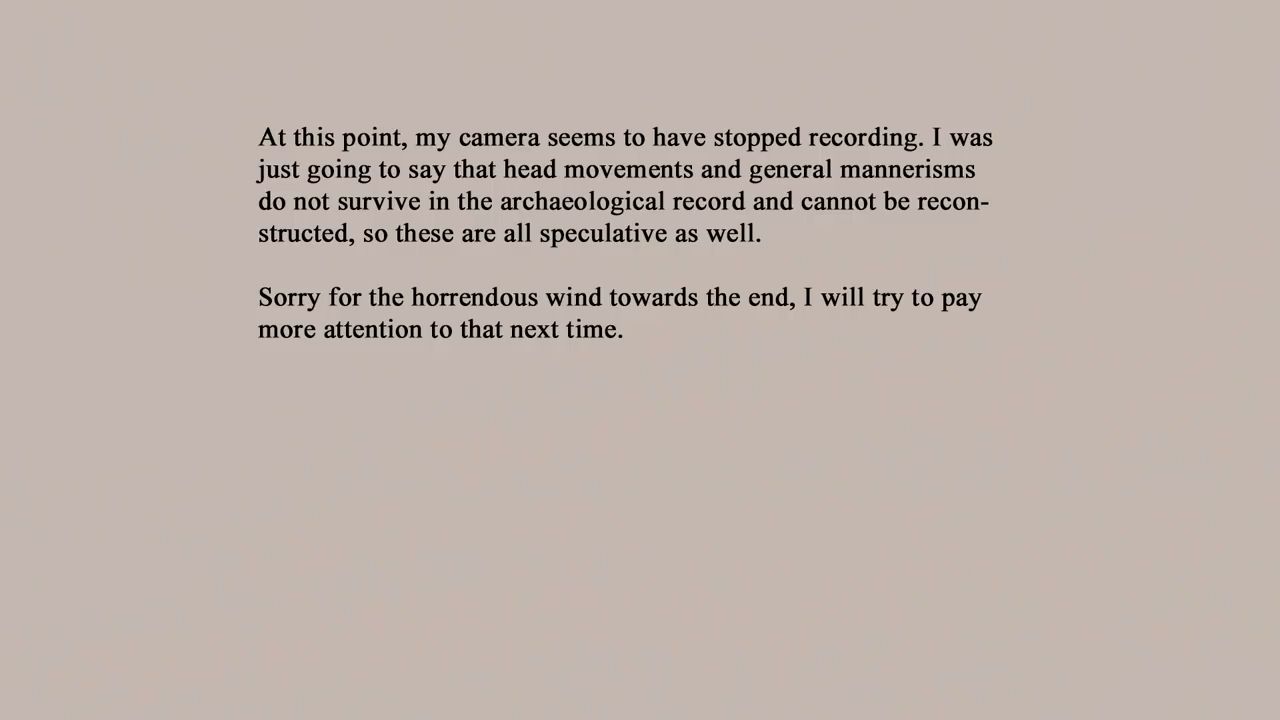 At this point, my camera seems to have stopped recording. I was
just going to say that head movements and general mannerisms
do not survive in the archaeological record and cannot be recon-
structed, so these are all speculative as well.
Sorry for the horrendous wind towards the end, I will try to pay
more attention to that next time.